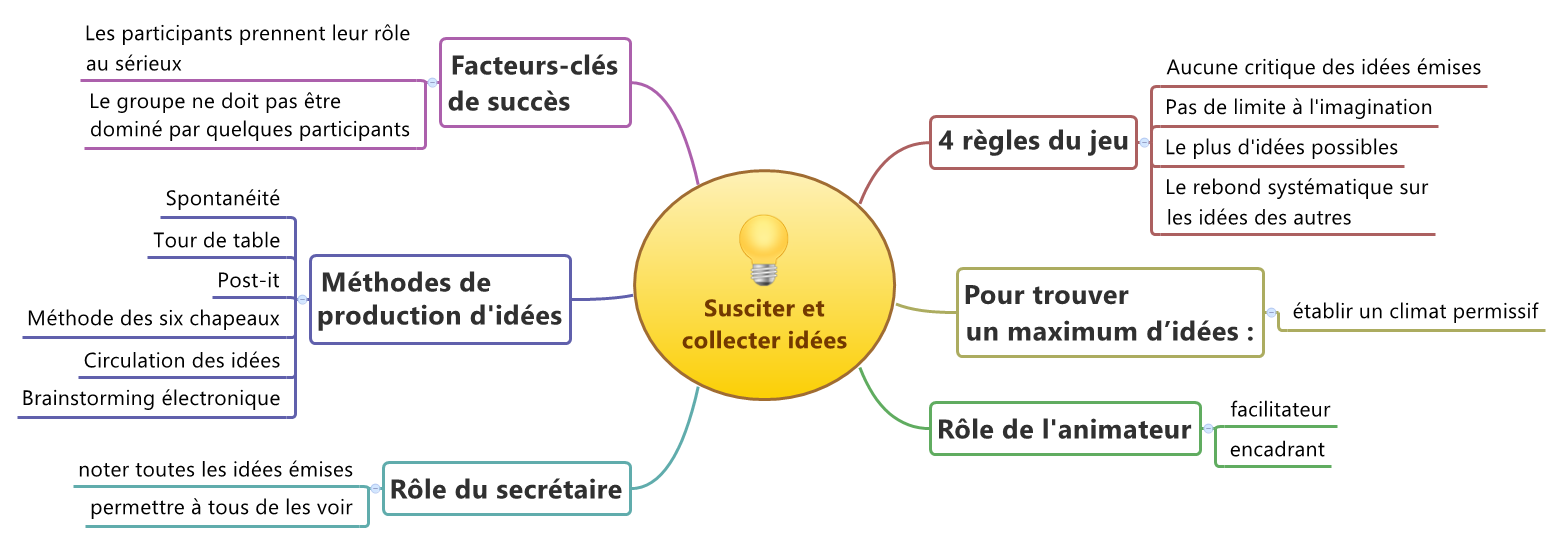 Susciter et
collecter idées
4 règles du jeu
Aucune critique des idées émises
Pas de limite à l'imagination
Le plus d'idées possibles
Le rebond systématique sur
les idées des autres
Pour trouver
un maximum d’idées :
établir un climat permissif
Rôle de l'animateur
facilitateur
encadrant
Rôle du secrétaire
noter toutes les idées émises
permettre à tous de les voir
Méthodes de
production d'idées
Spontanéité
Tour de table
Post-it
Méthode des six chapeaux
Circulation des idées
Brainstorming électronique
Facteurs-clés
de succès
Les participants prennent leur rôle
au sérieux
Le groupe ne doit pas être
dominé par quelques participants